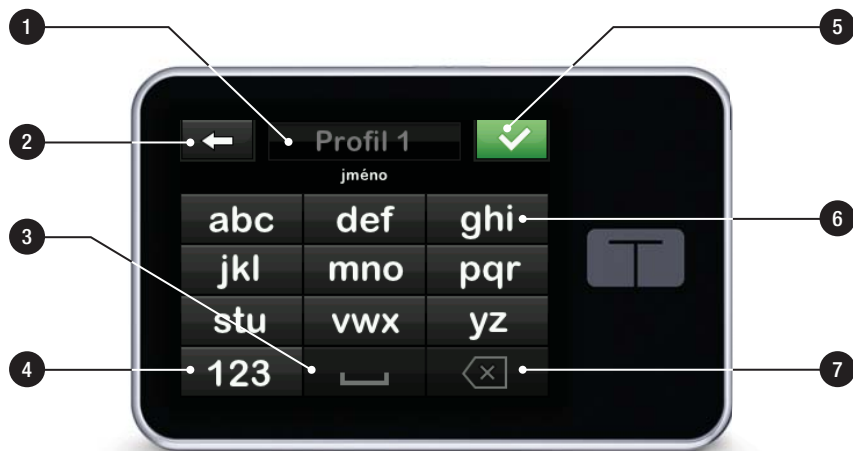 1
5
Profil 1
2
jméno
abc def ghi
6
3
jkl mno pqr
stu vwx yz
4
123
7